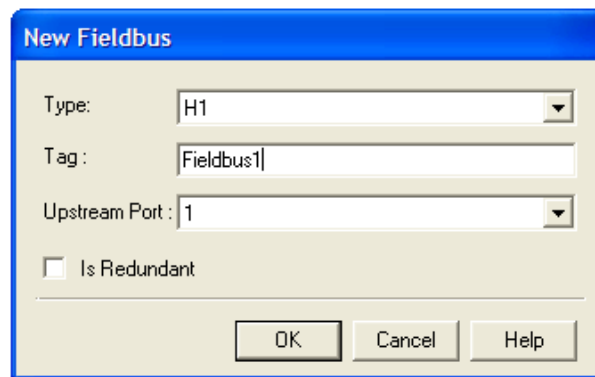 New Fieldbus
Type: H1
Tag : Fieldbus1
Upstream Port : 1
Is Redundant
OK Cancel Help